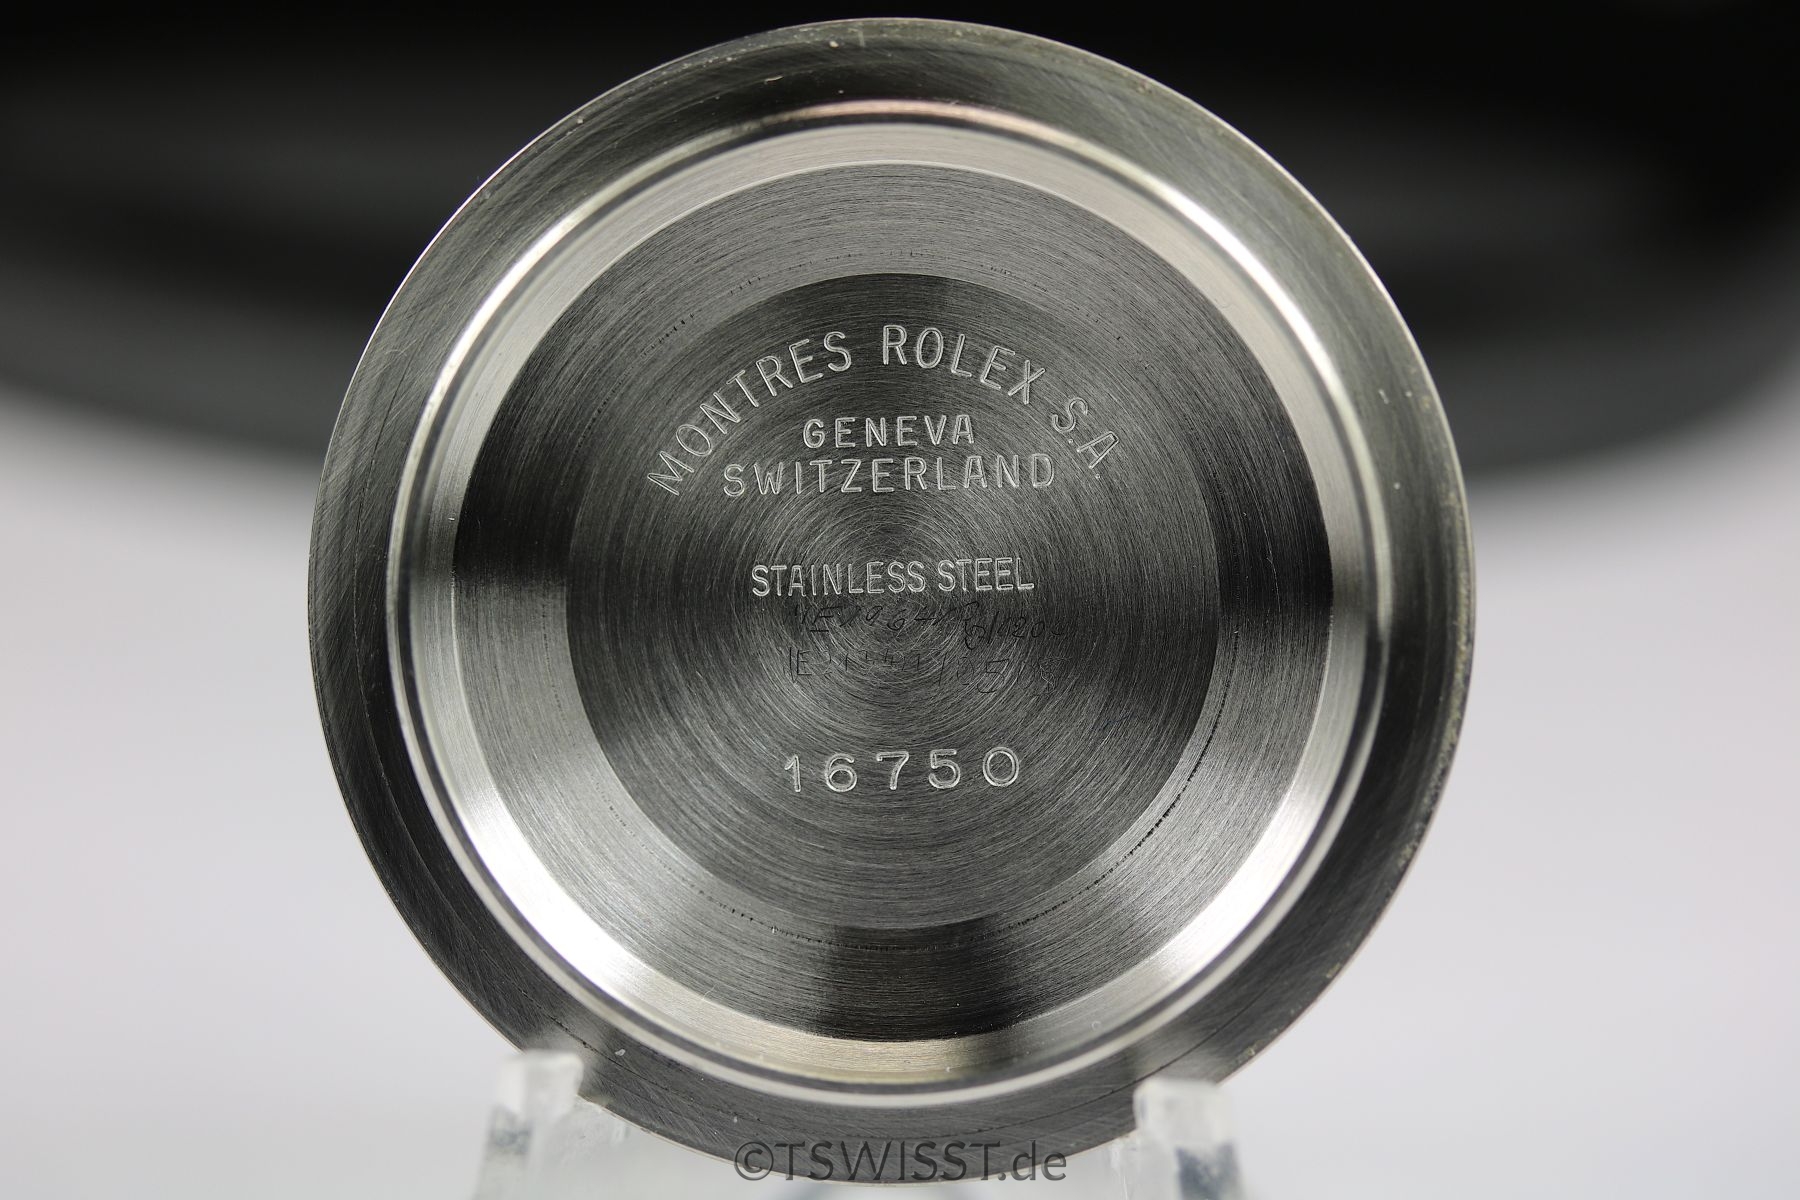 MONTRES ROLEX S.A.
GENEVA
SWITZERLAND
STAINLESS STEEL
16750
©TSWISST.de